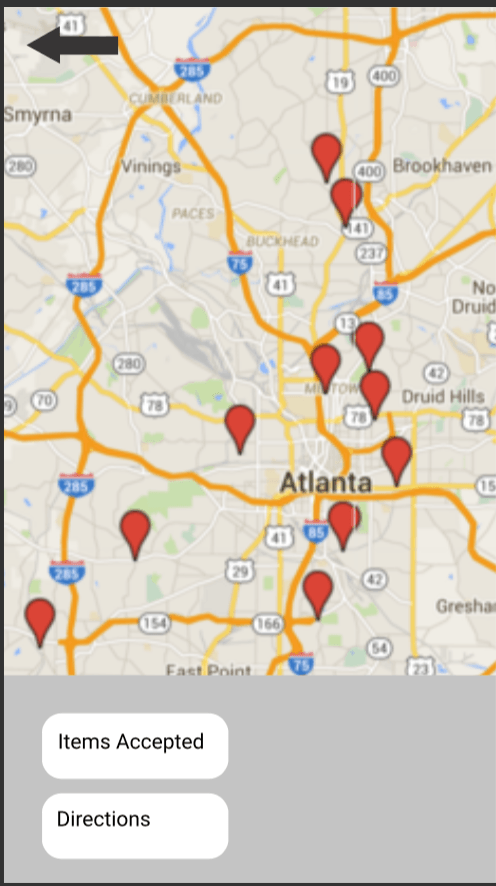 41
285
19
400
CUMBERLAND
Smyrna
280
Vinings
400
Brookhaven
PACES
141
BUCKHEAD
237
75
41
285
85
No
Druid
13
280
42
70
78
Druid Hills
78
78
Atlanta
285
15
85
41
285
29
42
Gresha
154
166
54
East Point
75
23
Items Accepted
Directions